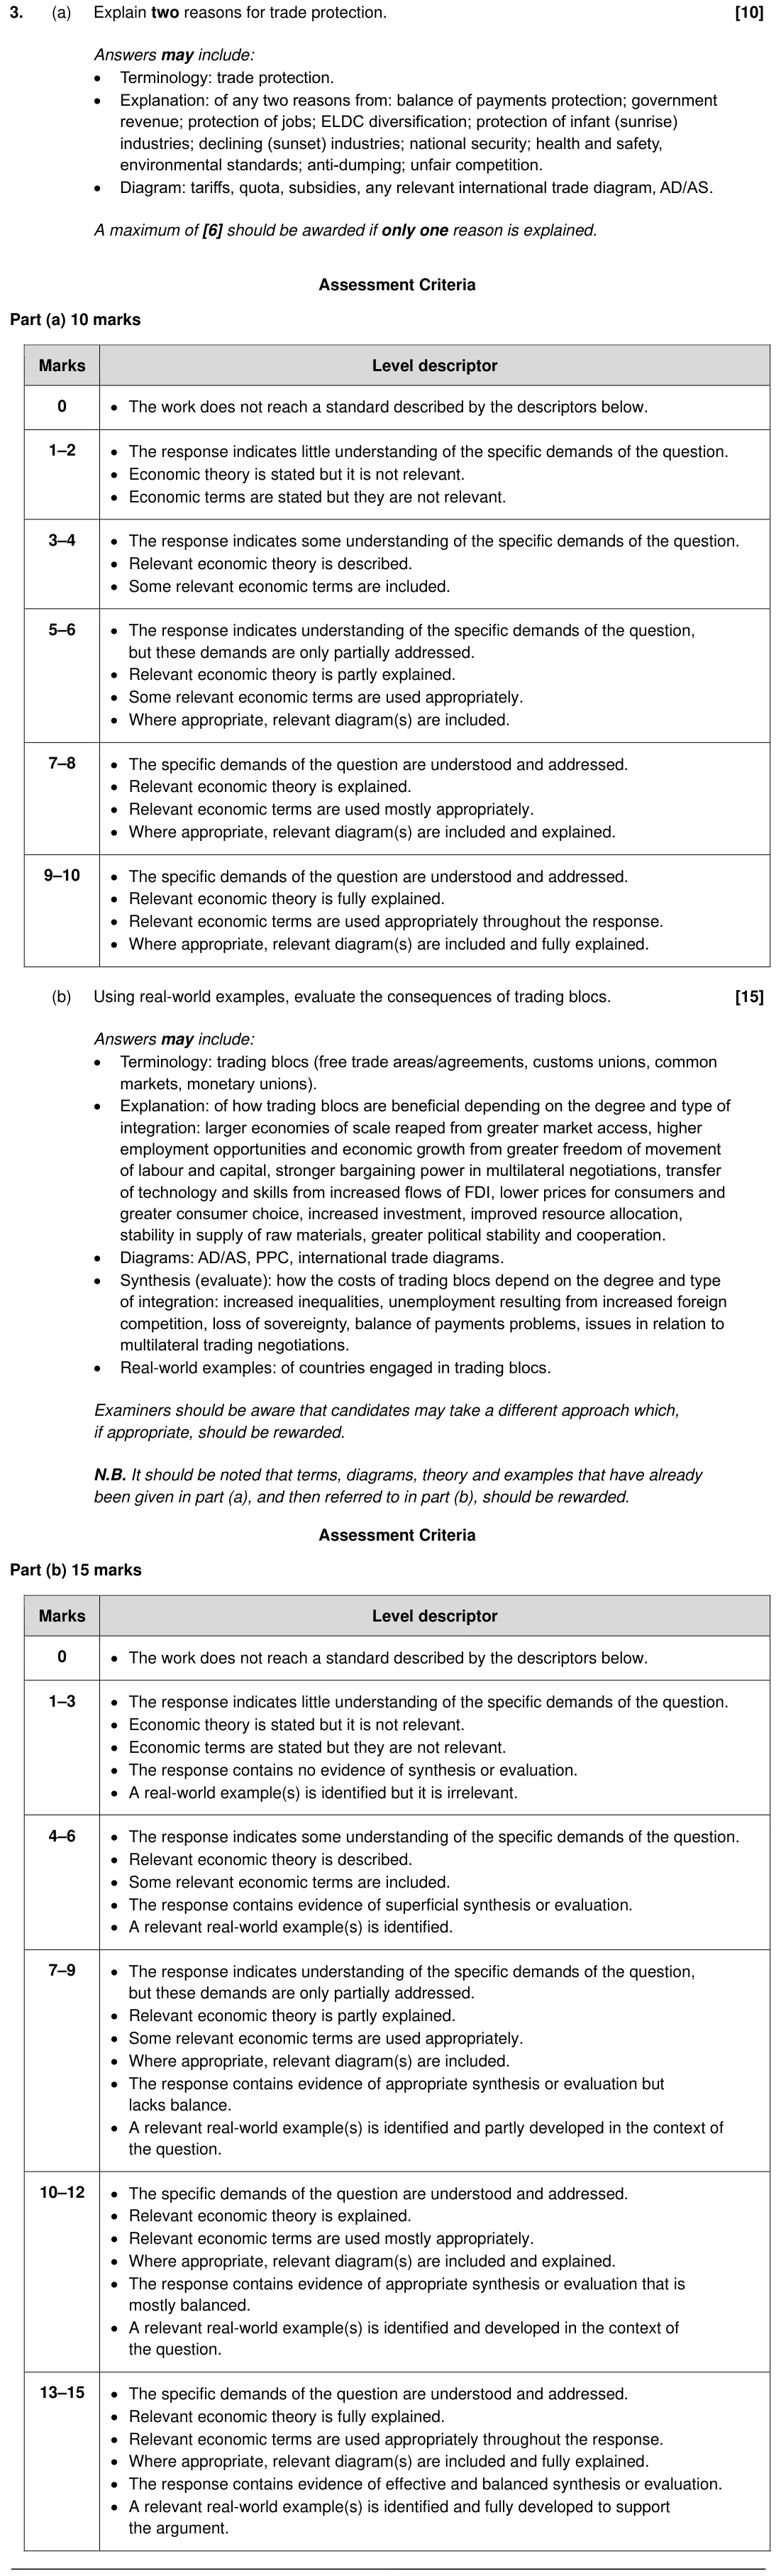 3. (a) Explain two reasons for trade protection. [10]
Answers may include:
• Terminology: trade protection.
• Explanation: of any two reasons from: balance of payments protection; government
revenue; protection of jobs; ELDC diversification; protection of infant (sunrise)
industries; declining (sunset) industries; national security; health and safety,
environmental standards; anti-dumping; unfair competition.
• Diagram: tariffs, quota, subsidies, any relevant international trade diagram, AD/AS.
A maximum of [6] should be awarded if only one reason is explained.
Assessment Criteria
Part (a) 10 marks
Marks Level descriptor
0 • The work does not reach a standard described by the descriptors below.
1–2 • The response indicates little understanding of the specific demands of the question.
• Economic theory is stated but it is not relevant.
• Economic terms are stated but they are not relevant.
3–4 • The response indicates some understanding of the specific demands of the question.
• Relevant economic theory is described.
• Some relevant economic terms are included.
5–6 • The response indicates understanding of the specific demands of the question,
but these demands are only partially addressed.
• Relevant economic theory is partly explained.
• Some relevant economic terms are used appropriately.
• Where appropriate, relevant diagram(s) are included.
7–8 • The specific demands of the question are understood and addressed.
• Relevant economic theory is explained.
• Relevant economic terms are used mostly appropriately.
• Where appropriate, relevant diagram(s) are included and explained.
9–10 • The specific demands of the question are understood and addressed.
• Relevant economic theory is fully explained.
• Relevant economic terms are used appropriately throughout the response.
• Where appropriate, relevant diagram(s) are included and fully explained.
(b) Using real-world examples, evaluate the consequences of trading blocs. [15]
Answers may include:
• Terminology: trading blocs (free trade areas/agreements, customs unions, common
markets, monetary unions).
• Explanation: of how trading blocs are beneficial depending on the degree and type of
integration: larger economies of scale reaped from greater market access, higher
employment opportunities and economic growth from greater freedom of movement
of labour and capital, stronger bargaining power in multilateral negotiations, transfer
of technology and skills from increased flows of FDI, lower prices for consumers and
greater consumer choice, increased investment, improved resource allocation,
stability in supply of raw materials, greater political stability and cooperation.
• Diagrams: AD/AS, PPC, international trade diagrams.
• Synthesis (evaluate): how the costs of trading blocs depend on the degree and type
of integration: increased inequalities, unemployment resulting from increased foreign
competition, loss of sovereignty, balance of payments problems, issues in relation to
multilateral trading negotiations.
• Real-world examples: of countries engaged in trading blocs.
Examiners should be aware that candidates may take a different approach which,
if appropriate, should be rewarded.
N.B. It should be noted that terms, diagrams, theory and examples that have already
been given in part (a), and then referred to in part (b), should be rewarded.
Assessment Criteria
Part (b) 15 marks
Marks Level descriptor
0 • The work does not reach a standard described by the descriptors below.
1–3 • The response indicates little understanding of the specific demands of the question.
• Economic theory is stated but it is not relevant.
• Economic terms are stated but they are not relevant.
• The response contains no evidence of synthesis or evaluation.
• A real-world example(s) is identified but it is irrelevant.
4–6 • The response indicates some understanding of the specific demands of the question.
• Relevant economic theory is described.
• Some relevant economic terms are included.
• The response contains evidence of superficial synthesis or evaluation.
• A relevant real-world example(s) is identified.
7–9 • The response indicates understanding of the specific demands of the question,
but these demands are only partially addressed.
• Relevant economic theory is partly explained.
• Some relevant economic terms are used appropriately.
• Where appropriate, relevant diagram(s) are included.
• The response contains evidence of appropriate synthesis or evaluation but
lacks balance.
• A relevant real-world example(s) is identified and partly developed in the context of
the question.
10–12 • The specific demands of the question are understood and addressed.
• Relevant economic theory is explained.
• Relevant economic terms are used mostly appropriately.
• Where appropriate, relevant diagram(s) are included and explained.
• The response contains evidence of appropriate synthesis or evaluation that is
mostly balanced.
• A relevant real-world example(s) is identified and developed in the context of
the question.
13–15 • The specific demands of the question are understood and addressed.
• Relevant economic theory is fully explained.
• Relevant economic terms are used appropriately throughout the response.
• Where appropriate, relevant diagram(s) are included and fully explained.
• The response contains evidence of effective and balanced synthesis or evaluation.
• A relevant real-world example(s) is identified and fully developed to support
the argument.